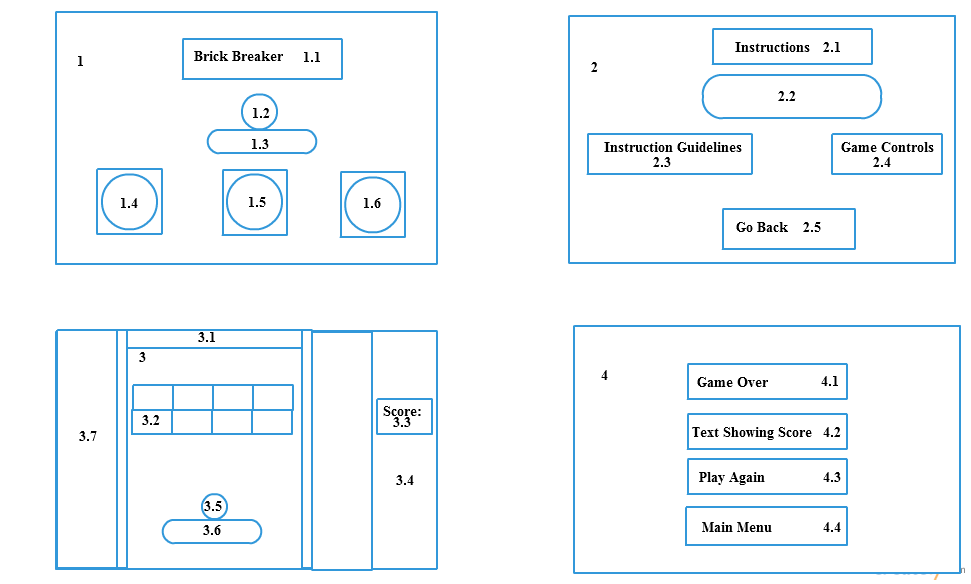 1
Brick Breaker 1.1
1.2
1.3
1.4 1.5 1.6
2
Instructions 2.1
2.2
Instruction Guidelines
2.3
Game Controls
2.4
Go Back 2.5
3.1
3
3.2
3.7
Score:
3.3
3.4
3.5
3.6
4
Game Over 4.1
Text Showing Score 4.2
Play Again 4.3
Main Menu 4.4